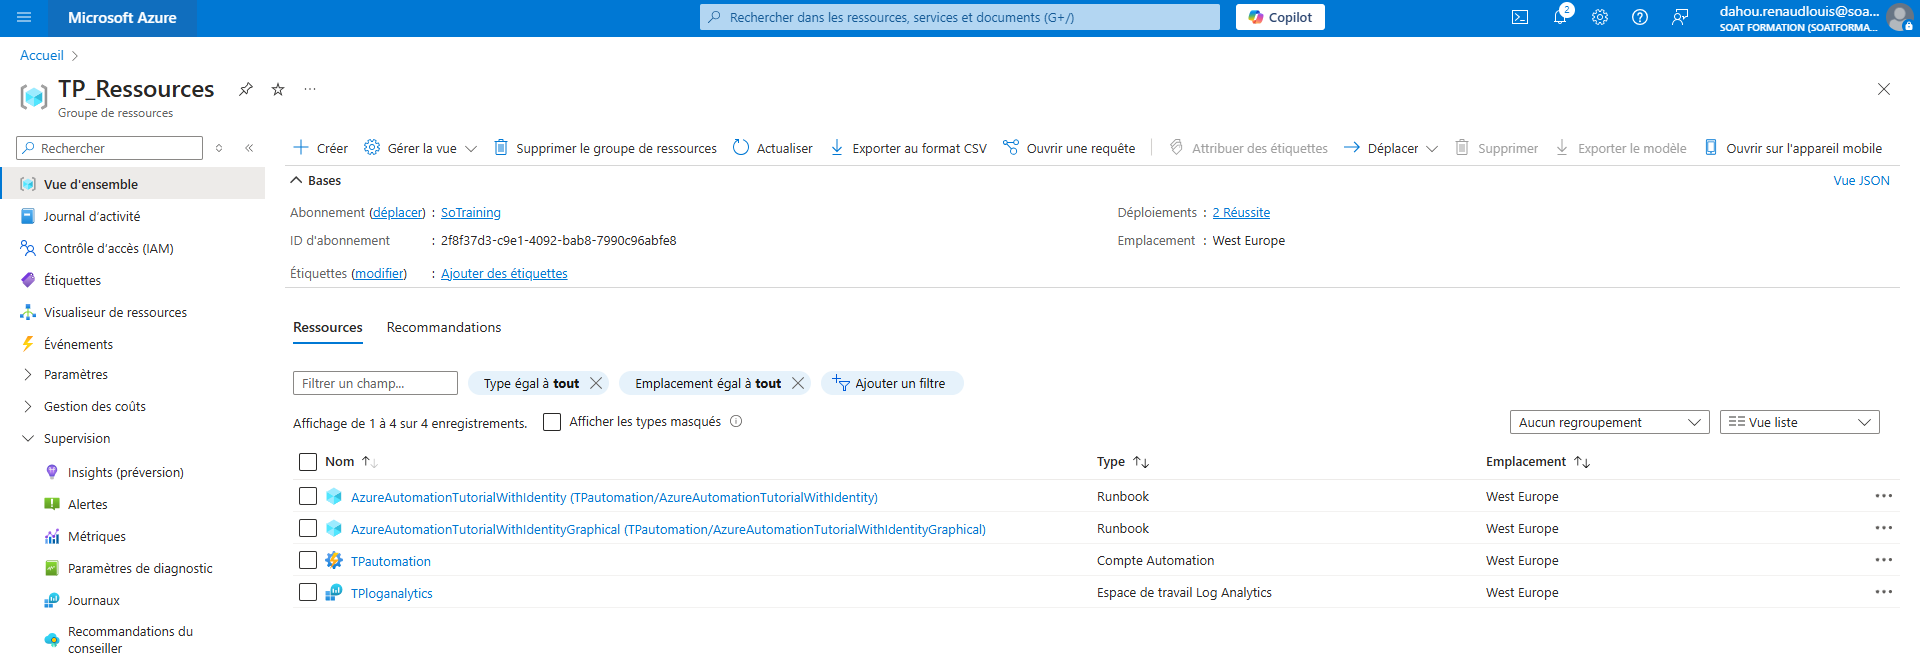 Microsoft Azure
Rechercher dans les ressources, services et documents (G+/)
Copilot
2
dahou.renaudlouis@soa...
SOAT FORMATION (SOATFORMA...
Accueil
TP_Ressources
Groupe de ressources
Rechercher
Créer
Gérer la vue
Supprimer le groupe de ressources
Actualiser
Exporter au format CSV
Ouvrir une requête
Attribuer des étiquettes
Déplacer
Supprimer
Exporter le modèle
Ouvrir sur l'appareil mobile
Vue d'ensemble
Journal d'activité
Contrôle d'accès (IAM)
Étiquettes
Visualiseur de ressources
Événements
Paramètres
Gestion des coûts
Supervision
Insights (préversion)
Alertes
Métriques
Paramètres de diagnostic
Journaux
Recommandations du
conseiller
Bases
Vue JSON
Abonnement (déplacer) : SoTraining
Déploiements : 2 Réussite
ID d'abonnement : 2f8f37d3-c9e1-4092-bab8-7990c96abfe8
Emplacement : West Europe
Étiquettes (modifier) : Ajouter des étiquettes
Ressources
Recommandations
Filtrer un champ...
Type égal à tout
Emplacement égal à tout
Ajouter un filtre
Affichage de 1 à 4 sur 4 enregistrements.
Afficher les types masqués
Aucun regroupement
Vue liste
Nom
Type
Emplacement
AzureAutomationTutorialWithIdentity (TPautomation/AzureAutomationTutorialWithIdentity)
Runbook
West Europe
AzureAutomationTutorialWithIdentityGraphical (TPautomation/AzureAutomationTutorialWithIdentityGraphical)
Runbook
West Europe
TPautomation
Compte Automation
West Europe
TPloganalytics
Espace de travail Log Analytics
West Europe